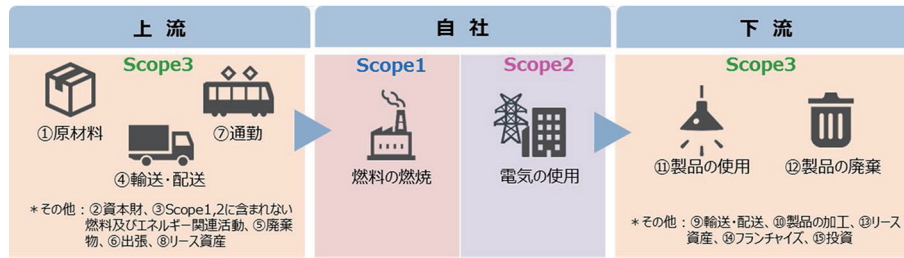 上流
自社
下流
Scope3
①原材料
⑦通勤
④輸送・配送
＊その他：②資本財、③Scope1,2に含まれない
燃料及びエネルギー関連活動、⑤廃棄
物、⑥出張、⑧リース資産
Scope1
燃料の燃焼
Scope2
電気の使用
Scope3
⑪製品の使用
⑫製品の廃棄
＊その他：⑨輸送・配送、⑩製品の加工、⑬リース
資産、⑭フランチャイズ、⑮投資